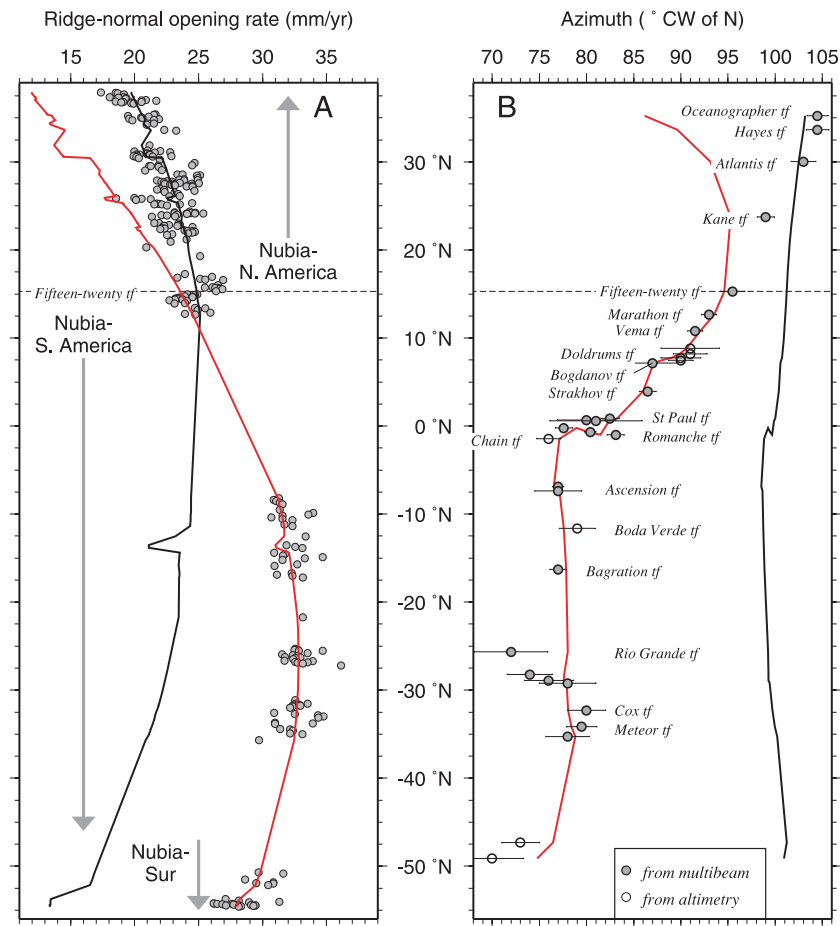 Ridge-normal opening rate (mm/yr)
15 20 25 30 35
A
Nubia-
N. America
Fifteen-twenty tf
Nubia-
S. America
Nubia-
Sur
30 °N
20 °N
10 °N
0 °N
-10 °N
-20 °N
-30 °N
-40 °N
-50 °N
Azimuth ( ° CW of N)
70 75 80 85 90 95 100 105
B
Oceanographer tf
Hayes tf
Atlantis tf
Kane tf
Fifteen-twenty tf
Marathon tf
Vema tf
Doldrums tf
Bogdanov tf
Strakhov tf
St Paul tf
Chain tf
Romanche tf
Ascension tf
Boda Verde tf
Bagration tf
Rio Grande tf
Cox tf
Meteor tf
from multibeam
from altimetry